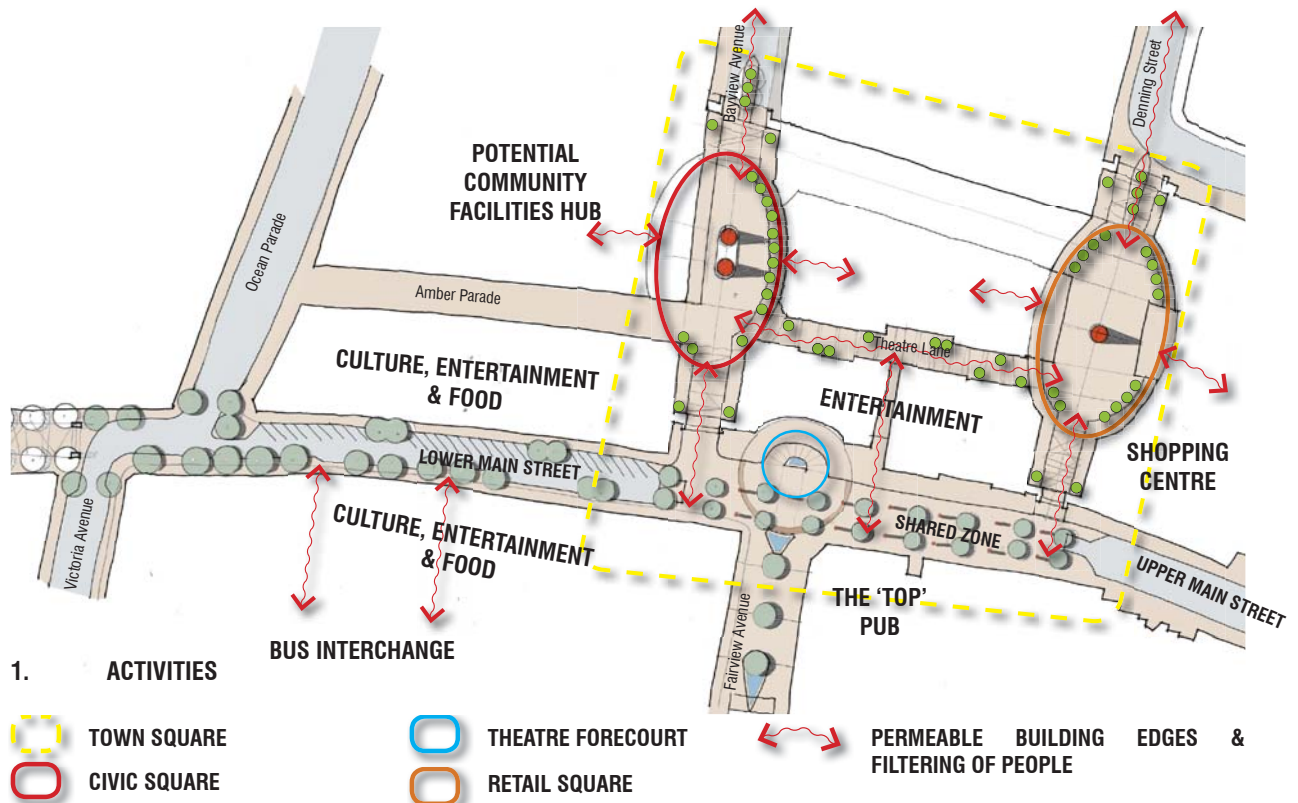 Bayview Avenue
Denning Street
POTENTIAL
COMMUNITY
FACILITIES HUB
Ocean Parade
Amber Parade
Theatre Lane
CULTURE, ENTERTAINMENT
& FOOD
ENTERTAINMENT
SHOPPING
CENTRE
LOWER MAIN STREET
CULTURE, ENTERTAINMENT
& FOOD
SHARED ZONE
Victoria Avenue
UPPER MAIN STREET
THE ‘TOP’
PUB
BUS INTERCHANGE
Fairview Avenue
1. ACTIVITIES
TOWN SQUARE
CIVIC SQUARE
THEATRE FORECOURT
RETAIL SQUARE
PERMEABLE BUILDING EDGES &
FILTERING OF PEOPLE